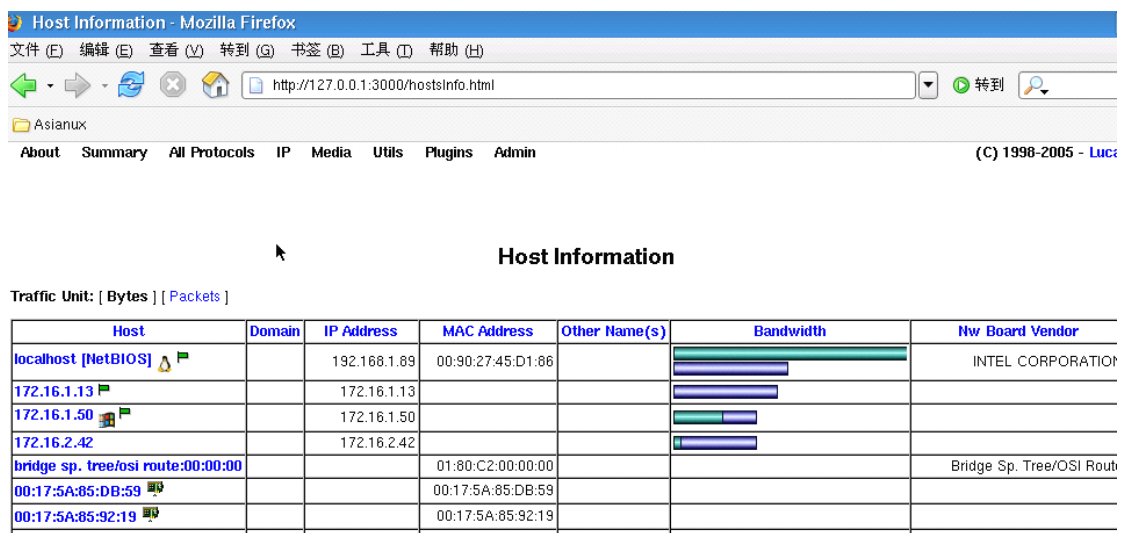 Host Information - Mozilla Firefox
文件 (F) 编辑 (E) 查看 (V) 转到 (G) 书签 (B) 工具 (T) 帮助 (H)
http://127.0.0.1:3000/hostsInfo.html 转到
Asianux
About Summary All Protocols IP Media Utils Plugins Admin (C) 1998-2005 - Luca
Host Information
Traffic Unit: [ Bytes ] [ Packets ]
Host Domain IP Address MAC Address Other Name(s) Bandwidth Nw Board Vendor
localhost [NetBIOS] 192.168.1.89 00:90:27:45:D1:86 INTEL CORPORATION
172.16.1.13 172.16.1.13
172.16.1.50 172.16.1.50
172.16.2.42 172.16.2.42
bridge sp. tree/osi route:00:00:00 01:80:C2:00:00:00 Bridge Sp. Tree/OSI Route
00:17:5A:85:DB:59 00:17:5A:85:DB:59
00:17:5A:85:92:19 00:17:5A:85:92:19